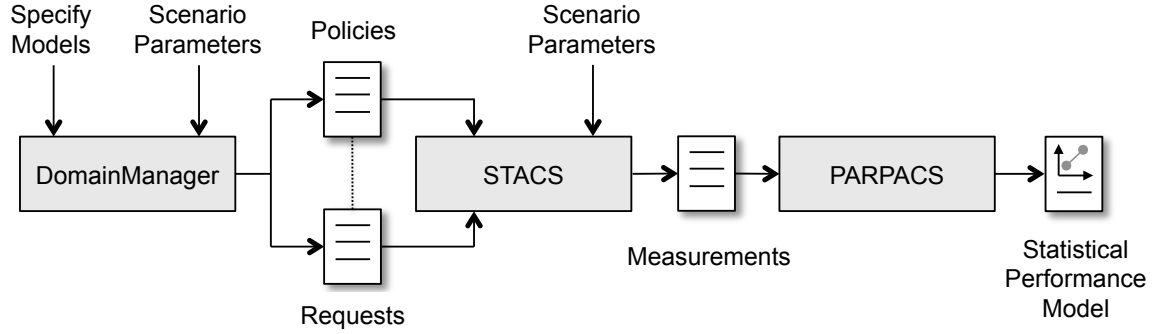 Specify
Models
Scenario
Parameters
Policies
Scenario
Parameters
DomainManager
STACS
PARPACS
Measurements
Requests
Statistical
Performance
Model